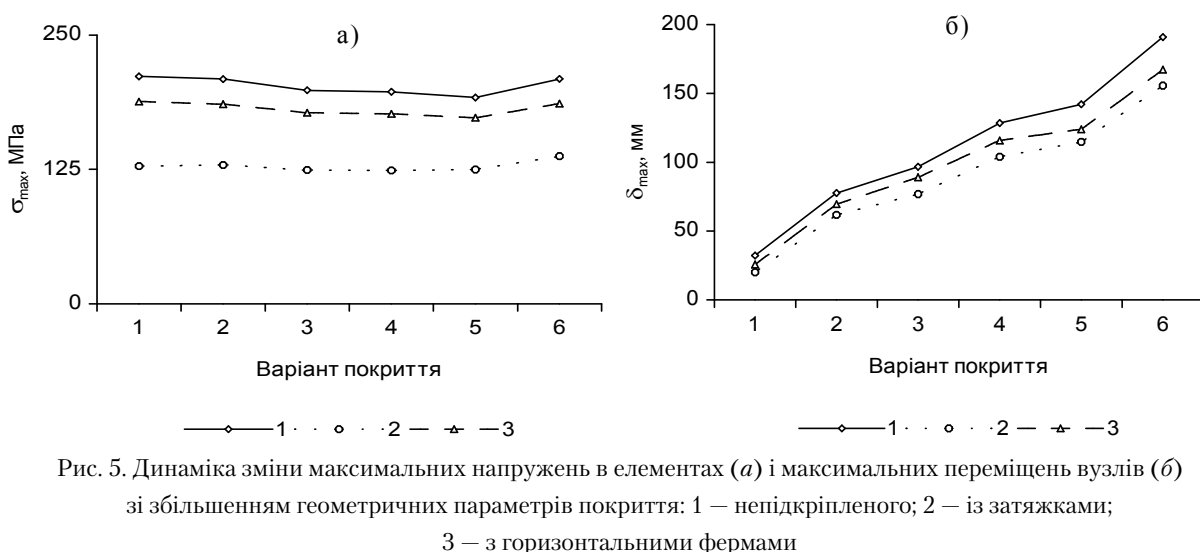 а)
250
125
0
σmax, МПа
1 2 3 4 5 6
Варіант покриття
1 2 3
б)
200
150
100
50
0
δmax, мм
1 2 3 4 5 6
Варіант покриття
1 2 3
Рис. 5. Динаміка зміни максимальних напружень в елементах (а) і максимальних переміщень вузлів (б)
зі збільшенням геометричних параметрів покриття: 1 — непідкріпленого; 2 — із затяжками;
3 — з горизонтальними фермами